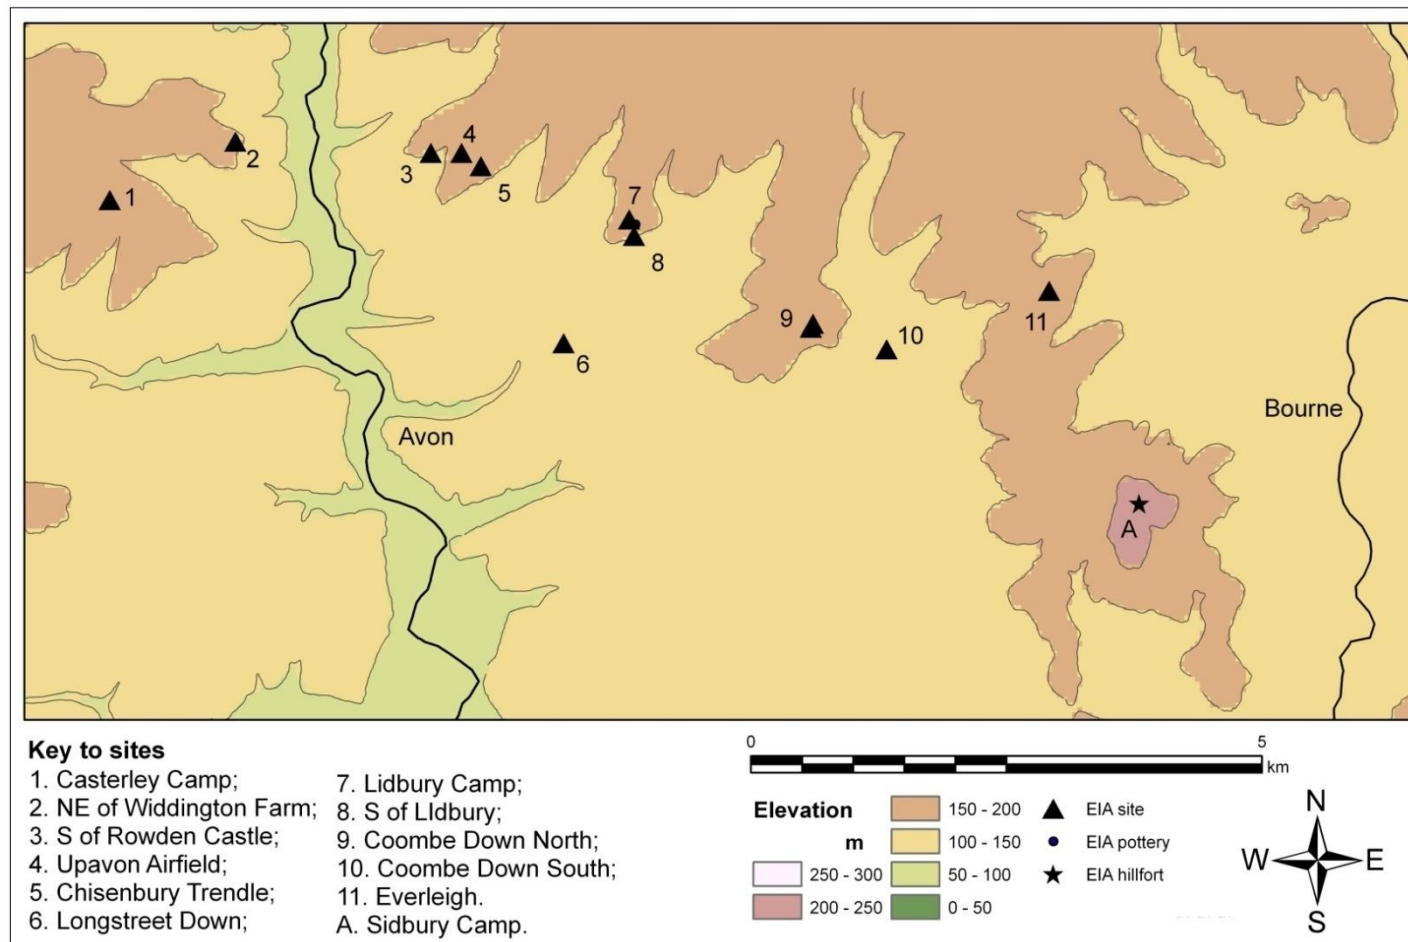 1
2
3
4
5
7
8
6
9
10
11
Avon
Bourne
A
Key to sites
1. Casterley Camp;
2. NE of Widdington Farm;
3. S of Rowden Castle;
4. Upavon Airfield;
5. Chisenbury Trendle;
6. Longstreet Down;
7. Lidbury Camp;
8. S of LIdbury;
9. Coombe Down North;
10. Coombe Down South;
11. Everleigh.
A. Sidbury Camp.
0 5
km
Elevation
m
250 - 300
200 - 250
150 - 200
100 - 150
50 - 100
0 - 50
EIA site
EIA pottery
EIA hillfort
N
W E
S